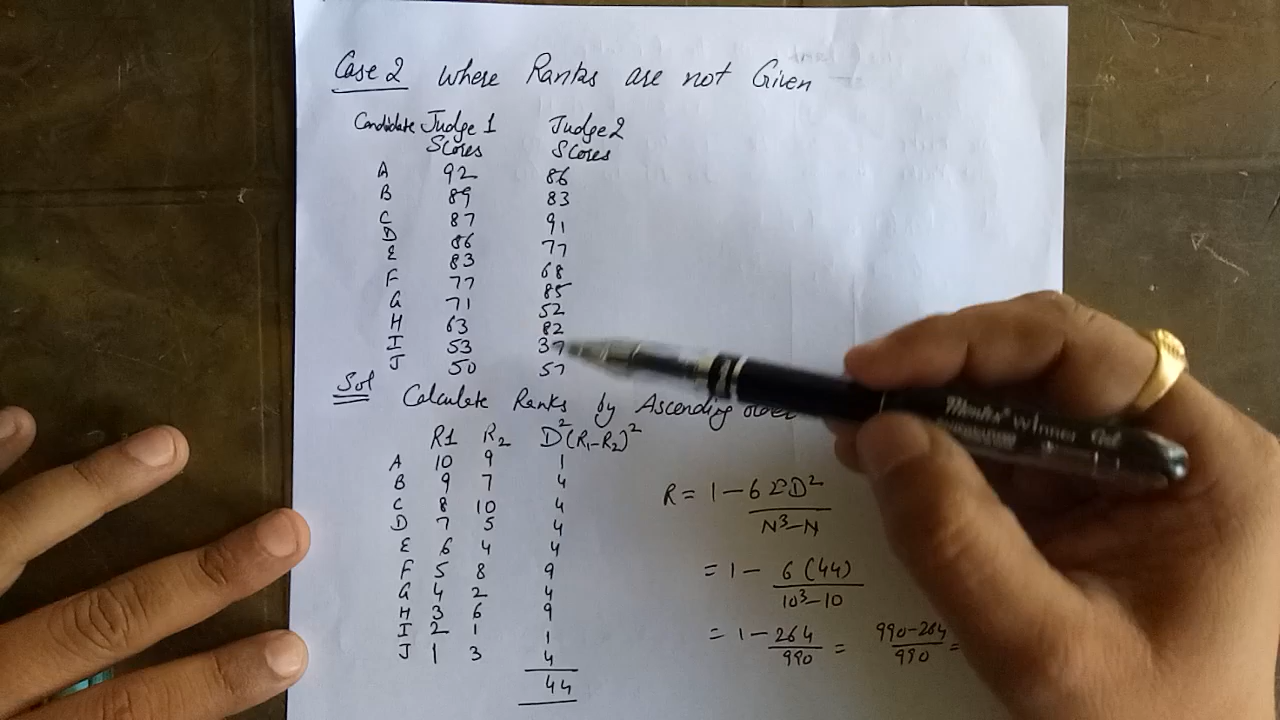 Case 2 where Ranks are not Given
Candidate Judge 1 Judge 2
Scores Scores
A 92 86
B 89 83
C 87 91
D 86 77
E 83 68
F 77 85
G 71 52
H 63 82
I 53 37
J 50 57
Sol Calculate Ranks by Ascending order
R1 R2 D²(R₁-R₂)²
A 10 9 1
B 9 7 4
C 8 10 4
D 7 5 4
E 6 4 4
F 5 8 9
G 4 2 4
H 3 6 9
I 2 1 1
J 1 3 4
44
R = 1 - 6 ΣD²
N³-N
= 1 - 6 (44)
10³-10
= 1 - 264 = 990-264 =
990 990
winner Gel